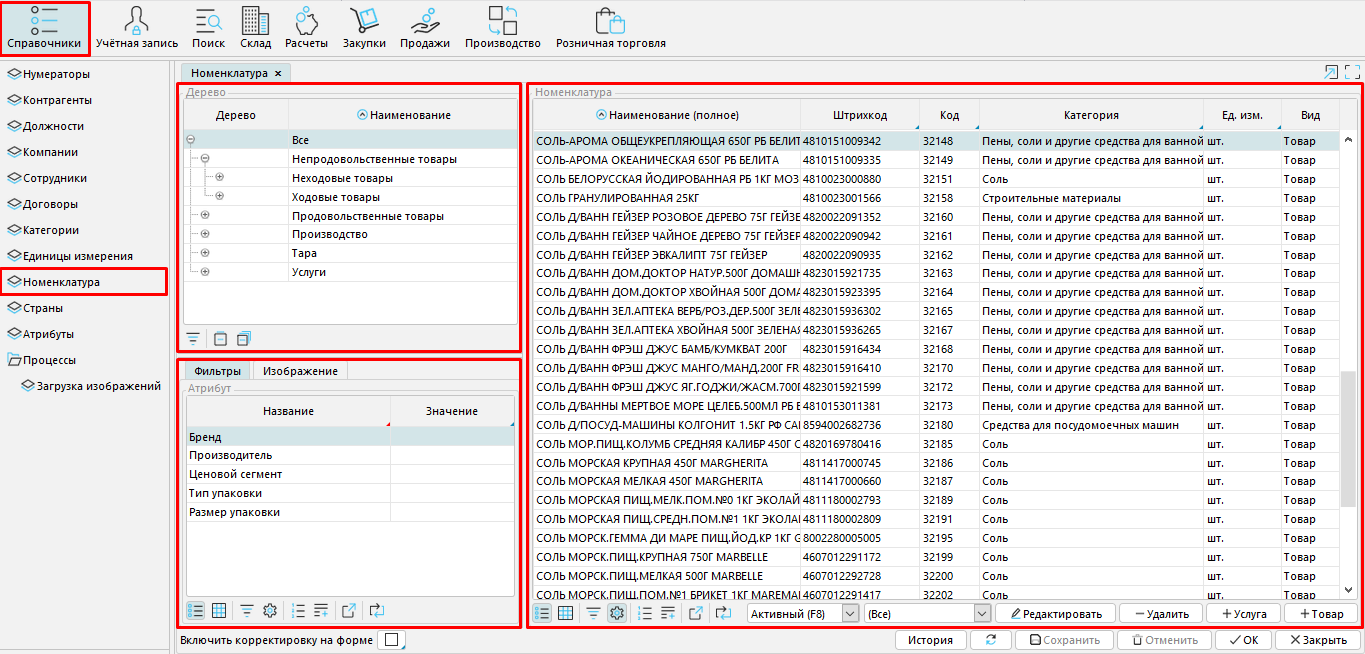 Справочники
Учётная запись
Поиск
Склад
Расчеты
Закупки
Продажи
Производство
Розничная торговля
Нумераторы
Контрагенты
Должности
Компании
Сотрудники
Договоры
Категории
Единицы измерения
Номенклатура
Страны
Атрибуты
Процессы
Загрузка изображений
Номенклатура ×
Дерево
Дерево Наименование
Все
Непродовольственные товары
Неходовые товары
Ходовые товары
Продовольственные товары
Производство
Тара
Услуги
Фильтры Изображение
Атрибут
Название Значение
Бренд
Производитель
Ценовой сегмент
Тип упаковки
Размер упаковки
Номенклатура
Наименование (полное) Штрихкод Код Категория Ед. изм. Вид
СОЛЬ-АРОМА ОБЩЕУКРЕПЛЯЮЩАЯ 650Г РБ БЕЛИТ 4810151009342 32148 Пены, соли и другие средства для ванной шт. Товар
СОЛЬ-АРОМА ОКЕАНИЧЕСКАЯ 650Г РБ БЕЛИТА 4810151009335 32149 Пены, соли и другие средства для ванной шт. Товар
СОЛЬ БЕЛОРУССКАЯ ЙОДИРОВАННАЯ РБ 1КГ МОЗ 4810023000880 32151 Соль шт. Товар
СОЛЬ ГРАНУЛИРОВАННАЯ 25КГ 4810023001566 32158 Строительные материалы шт. Товар
СОЛЬ Д/ВАНН ГЕЙЗЕР РОЗОВОЕ ДЕРЕВО 75Г ГЕЙЗЕ 4820022091352 32160 Пены, соли и другие средства для ванной шт. Товар
СОЛЬ Д/ВАНН ГЕЙЗЕР ЧАЙНОЕ ДЕРЕВО 75Г ГЕЙЗЕР 4820022090942 32161 Пены, соли и другие средства для ванной шт. Товар
СОЛЬ Д/ВАНН ГЕЙЗЕР ЭВКАЛИПТ 75Г ГЕЙЗЕР 4820022090935 32162 Пены, соли и другие средства для ванной шт. Товар
СОЛЬ Д/ВАНН ДОМ.ДОКТОР НАТУР.500Г ДОМАШН 4823015921735 32163 Пены, соли и другие средства для ванной шт. Товар
СОЛЬ Д/ВАНН ДОМ.ДОКТОР ХВОЙНАЯ 500Г ДОМА 4823015923395 32164 Пены, соли и другие средства для ванной шт. Товар
СОЛЬ Д/ВАНН ЗЕЛ.АПТЕКА ВЕРБ/РОЗ.ДЕР.500Г ЗЕЛЕ 4823015936302 32165 Пены, соли и другие средства для ванной шт. Товар
СОЛЬ Д/ВАНН ЗЕЛ.АПТЕКА ХВОЙНАЯ 500Г ЗЕЛЕНА 4823015936265 32167 Пены, соли и другие средства для ванной шт. Товар
СОЛЬ Д/ВАНН ФРЭШ ДЖУС БАМБ/КУМКВАТ 200Г 4823015916434 32168 Пены, соли и другие средства для ванной шт. Товар
СОЛЬ Д/ВАНН ФРЭШ ДЖУС МАНГО/МАНД.200Г FR 4823015916410 32170 Пены, соли и другие средства для ванной шт. Товар
СОЛЬ Д/ВАНН ФРЭШ ДЖУС ЯГ.ГОДЖИ/ЖАСМ.700Г 4823015921599 32172 Пены, соли и другие средства для ванной шт. Товар
СОЛЬ Д/ВАННЫ МЕРТВОЕ МОРЕ ЦЕЛЕБ.500МЛ РБ Б 4810153011381 32173 Пены, соли и другие средства для ванной шт. Товар
СОЛЬ Д/ПОСУД-МАШИНЫ КОЛГОНИТ 1.5КГ РФ CAL 8594002682736 32180 Средства для посудомоечных машин шт. Товар
СОЛЬ МОР.ПИЩ.КОЛУМБ СРЕДНЯЯ КАЛИБР 450Г С 4820169780416 32185 Соль шт. Товар
СОЛЬ МОРСКАЯ КРУПНАЯ 450Г MARGHERITA 4811417000745 32186 Соль шт. Товар
СОЛЬ МОРСКАЯ МЕЛКАЯ 450Г MARGHERITA 4811417000660 32187 Соль шт. Товар
СОЛЬ МОРСКАЯ ПИЩ.МЕЛК.ПОМ.№0 1КГ ЭКОЛАЙ 4811180002793 32189 Соль шт. Товар
СОЛЬ МОРСКАЯ ПИЩ.СРЕДН.ПОМ.№1 1КГ ЭКОЛАЙ 4811180002809 32191 Соль шт. Товар
СОЛЬ МОРСК.ГЕММА ДИ МАРЕ ПИЩ.ЙОД.КР 1КГ G 8002280005005 32195 Соль шт. Товар
СОЛЬ МОРСК.ПИЩ.КРУПНАЯ 750Г MARBELLE 4607012291172 32199 Соль шт. Товар
СОЛЬ МОРСК.ПИЩ.МЕЛКАЯ 500Г MARBELLE 4607012292728 32200 Соль шт. Товар
СОЛЬ МОРСК.ПИЩ.ПОМ.№1 БРИКЕТ 1КГ MAREMA 4607012291417 32202 Соль шт. Товар
Активный (F8) (Все) Редактировать Удалить Услуга Товар
Включить корректировку на форме История Сохранить Отменить OK Закрыть